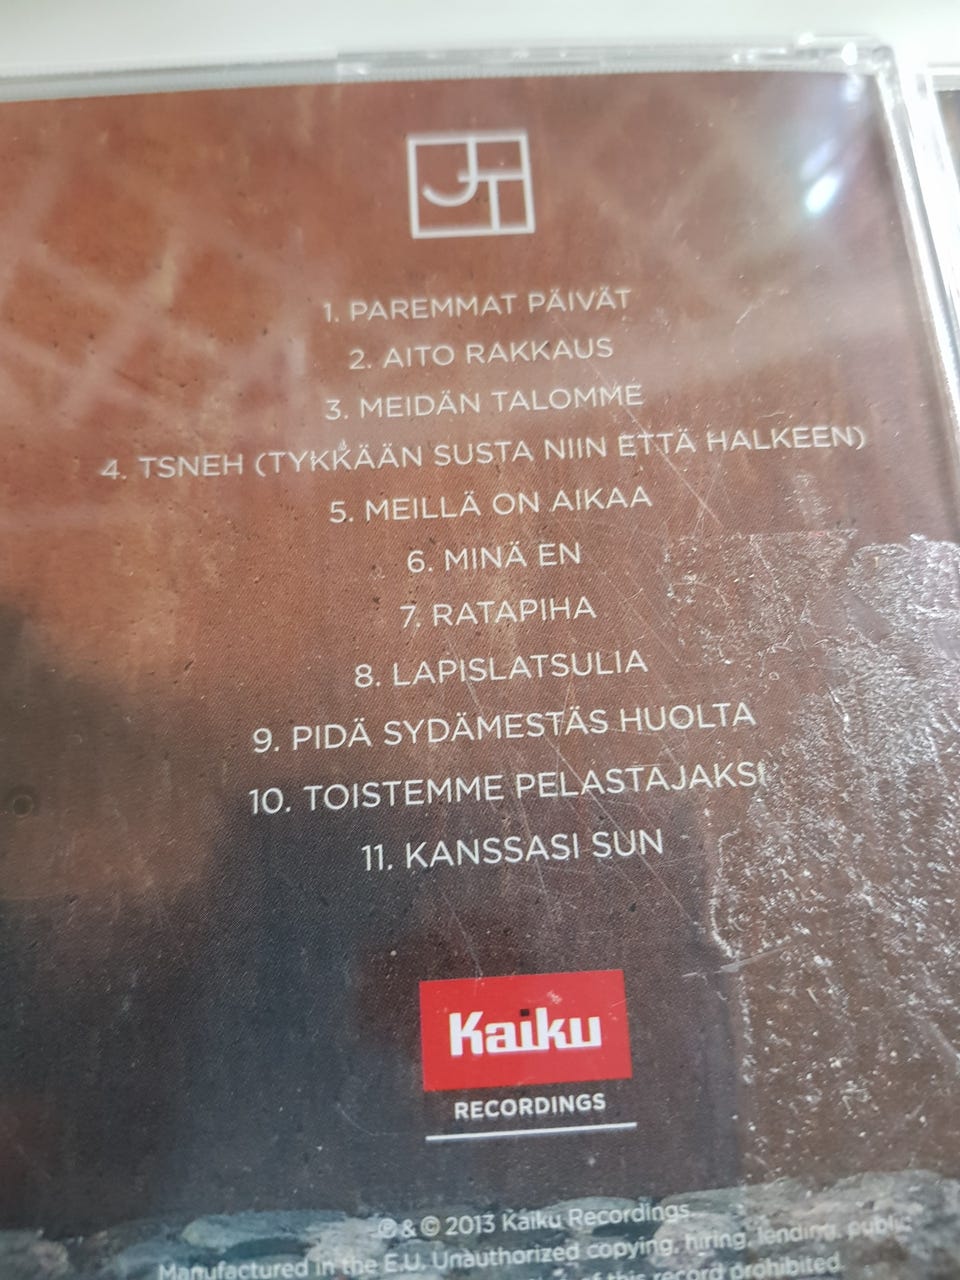 JT
1. PAREMMAT PÄIVÄT
2. AITO RAKKAUS
3. MEIDÄN TALOMME
4. TSNEH (TYKKÄÄN SUSTA NIIN ETTÄ HALKEEN)
5. MEILLÄ ON AIKAA
6. MINÄ EN
7. RATAPIHA
8. LAPISLATSULIA
9. PIDÄ SYDÄMESTÄS HUOLTA
10. TOISTEMME PELASTAJAKSI
11. KANSSASI SUN
Kaiku
RECORDINGS
℗ & © 2013 Kaiku Recordings
Manufactured in the E.U. Unauthorized copying, hiring, lending, public
of this record prohibited